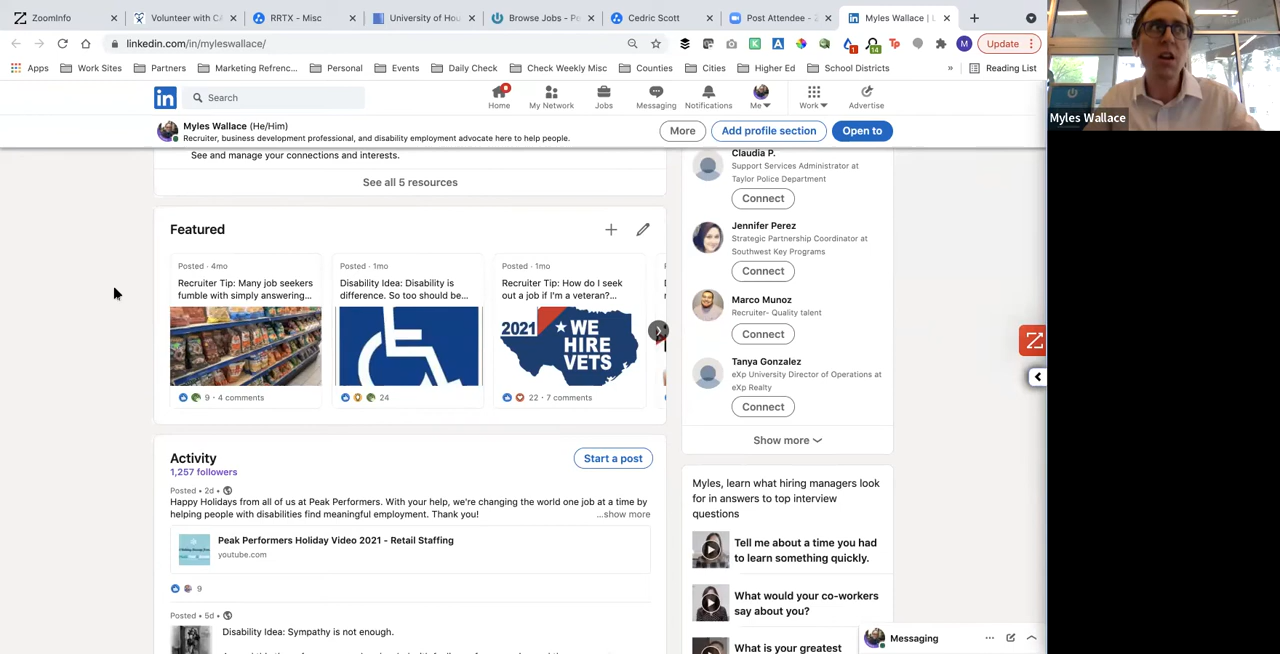 ZoomInfo
Volunteer with CA
RRTX - Misc
University of Hou
Browse Jobs - Pe
Cedric Scott
Post Attendee - 2
Myles Wallace | L
linkedin.com/in/myleswallace/
Update
Apps
Work Sites
Partners
Marketing Refrenc...
Personal
Events
Daily Check
Check Weekly Misc
Counties
Cities
Higher Ed
School Districts
»
Reading List
in
Search
Home
My Network
Jobs
Messaging
Notifications
Me
Work
Advertise
Myles Wallace (He/Him)
Recruiter, business development professional, and disability employment advocate here to help people.
More
Add profile section
Open to
See and manage your connections and interests.
See all 5 resources
Featured
Posted · 4mo
Recruiter Tip: Many job seekers
fumble with simply answering...
9 · 4 comments
Posted · 1mo
Disability Idea: Disability is
difference. So too should be...
24
Posted · 1mo
Recruiter Tip: How do I seek
out a job if I'm a veteran?...
2021
WE
HIRE
VETS
22 · 7 comments
Activity
1,257 followers
Start a post
Posted • 2d •
Happy Holidays from all of us at Peak Performers. With your help, we're changing the world one job at a time by
helping people with disabilities find meaningful employment. Thank you!
...show more
Peak Performers Holiday Video 2021 - Retail Staffing
youtube.com
9
Posted • 5d •
Disability Idea: Sympathy is not enough.
Claudia P.
Support Services Administrator at
Taylor Police Department
Connect
Jennifer Perez
Strategic Partnership Coordinator at
Southwest Key Programs
Connect
Marco Munoz
Recruiter- Quality talent
Connect
Tanya Gonzalez
eXp University Director of Operations at
eXp Realty
Connect
Show more
Myles, learn what hiring managers look
for in answers to top interview
questions
Tell me about a time you had
to learn something quickly.
What would your co-workers
say about you?
What is your greatest
Messaging
Myles Wallace